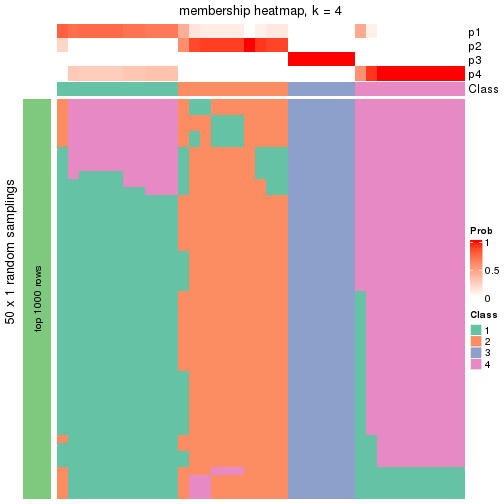 membership heatmap, k = 4
p1
p2
p3
p4
Class
50 x 1 random samplings
top 1000 rows
Prob
1
0.5
0
Class
1
2
3
4